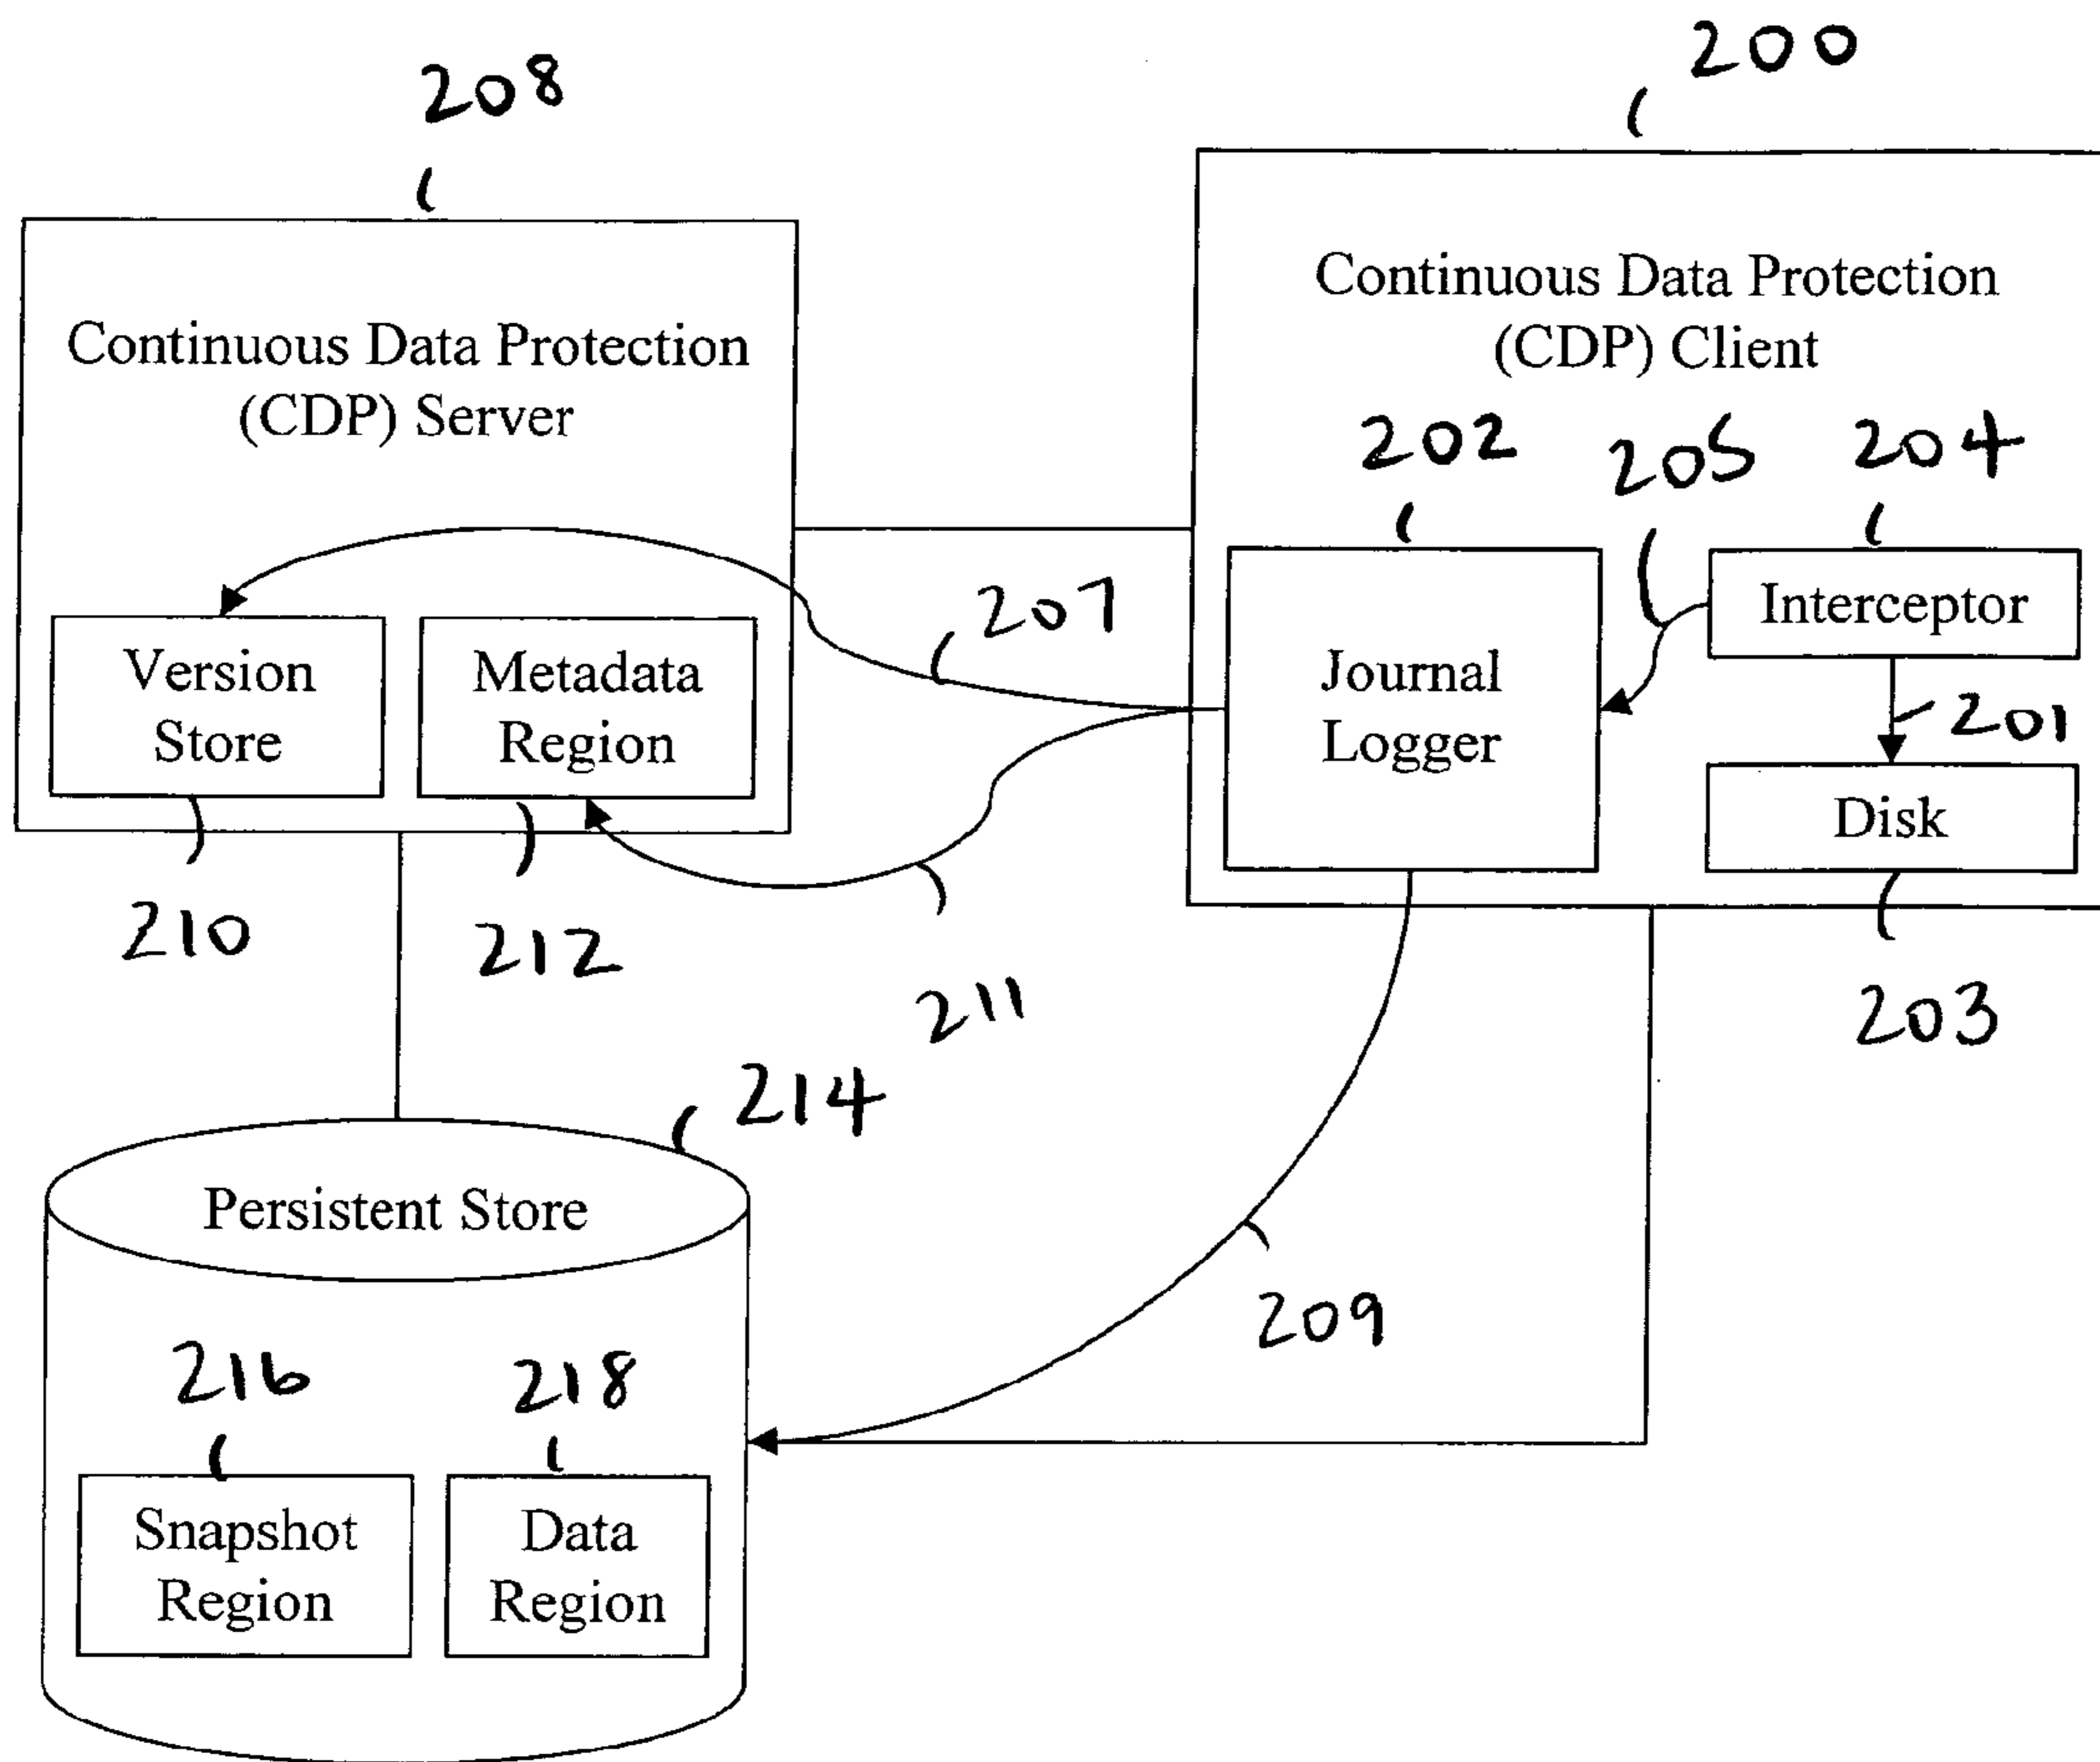 200
208
Continuous Data Protection
(CDP) Client
Continuous Data Protection
(CDP) Server
202
205
204
207
Interceptor
Version
Store
Metadata
Region
Journal
Logger
201
Disk
210
212
211
203
214
Persistent Store
209
216
218
Snapshot
Region
Data
Region